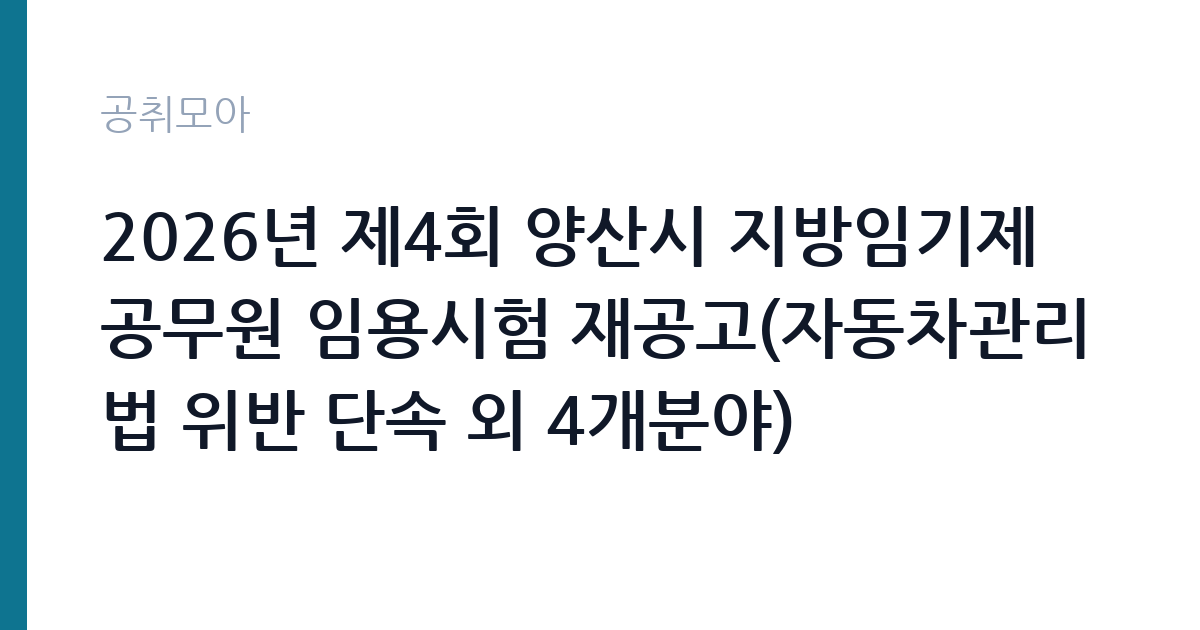 공취모아
2026년 제4회 양산시 지방임기제
공무원 임용시험 재공고(자동차관리
법 위반 단속 외 4개분야)